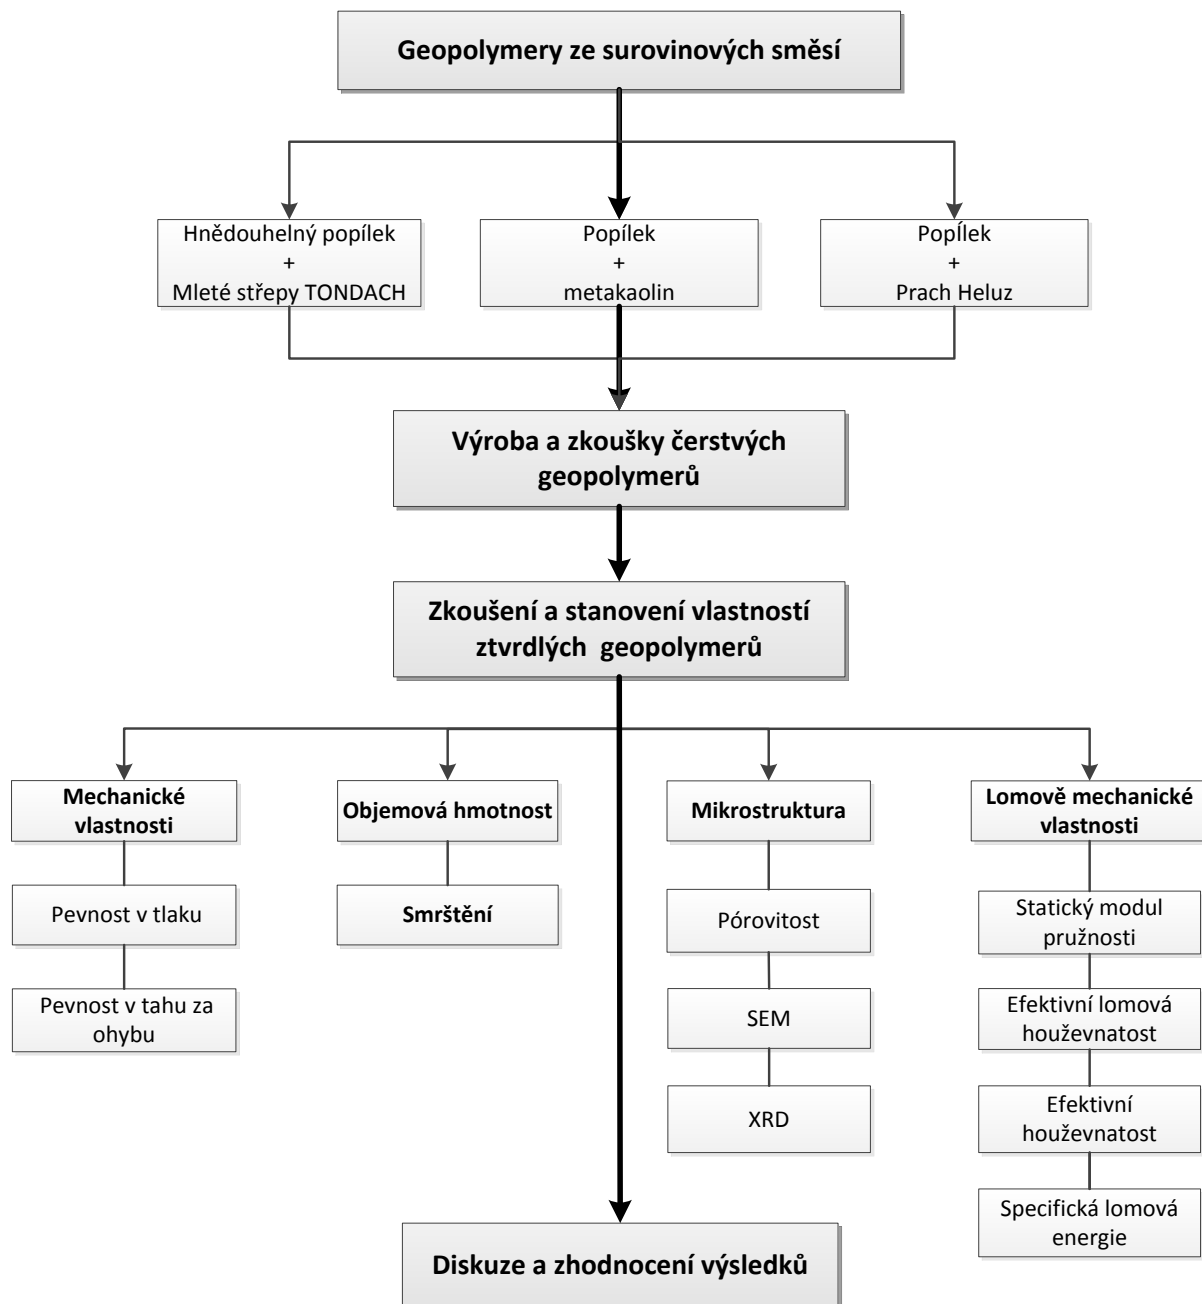 Geopolymery ze surovinových směsí
Hnědouhelný popílek
+
Mleté střepy TONDACH
Popílek
+
metakaolin
Popílek
+
Prach Heluz
Výroba a zkoušky čerstvých
geopolymerů
Zkoušení a stanovení vlastností
ztvrdlých geopolymerů
Mechanické
vlastnosti
Pevnost v tlaku
Pevnost v tahu za
ohybu
Objemová hmotnost
Smrštění
Mikrostruktura
Pórovitost
SEM
XRD
Lomově mechanické
vlastnosti
Statický modul
pružnosti
Efektivní lomová
houževnatost
Efektivní
houževnatost
Specifická lomová
energie
Diskuze a zhodnocení výsledků